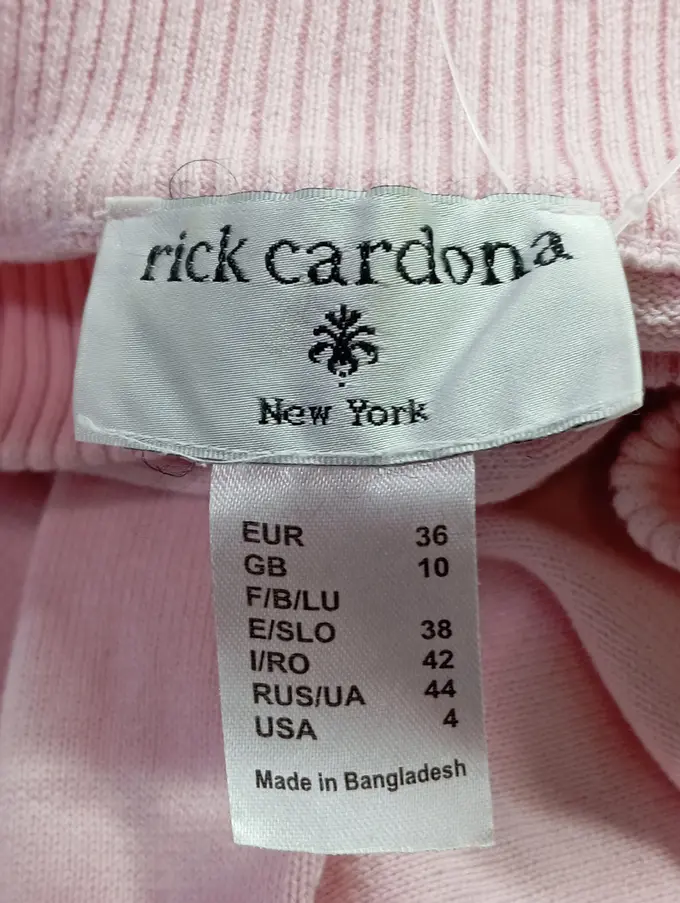 rick cardona
New York
EUR 36
GB 10
F/B/LU
E/SLO 38
I/RO 42
RUS/UA 44
USA 4
Made in Bangladesh